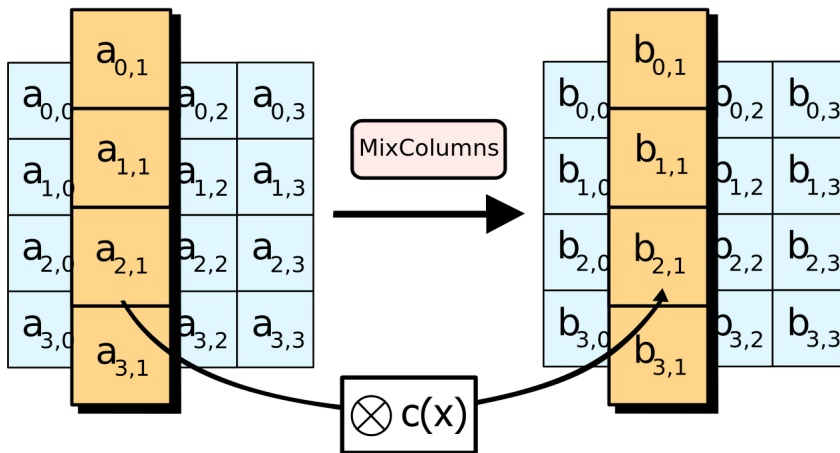 a0,0 a0,1 a0,2 a0,3
a1,0 a1,1 a1,2 a1,3
a2,0 a2,1 a2,2 a2,3
a3,0 a3,1 a3,2 a3,3
MixColumns
b0,0 b0,1 b0,2 b0,3
b1,0 b1,1 b1,2 b1,3
b2,0 b2,1 b2,2 b2,3
b3,0 b3,1 b3,2 b3,3
⊗ c(x)